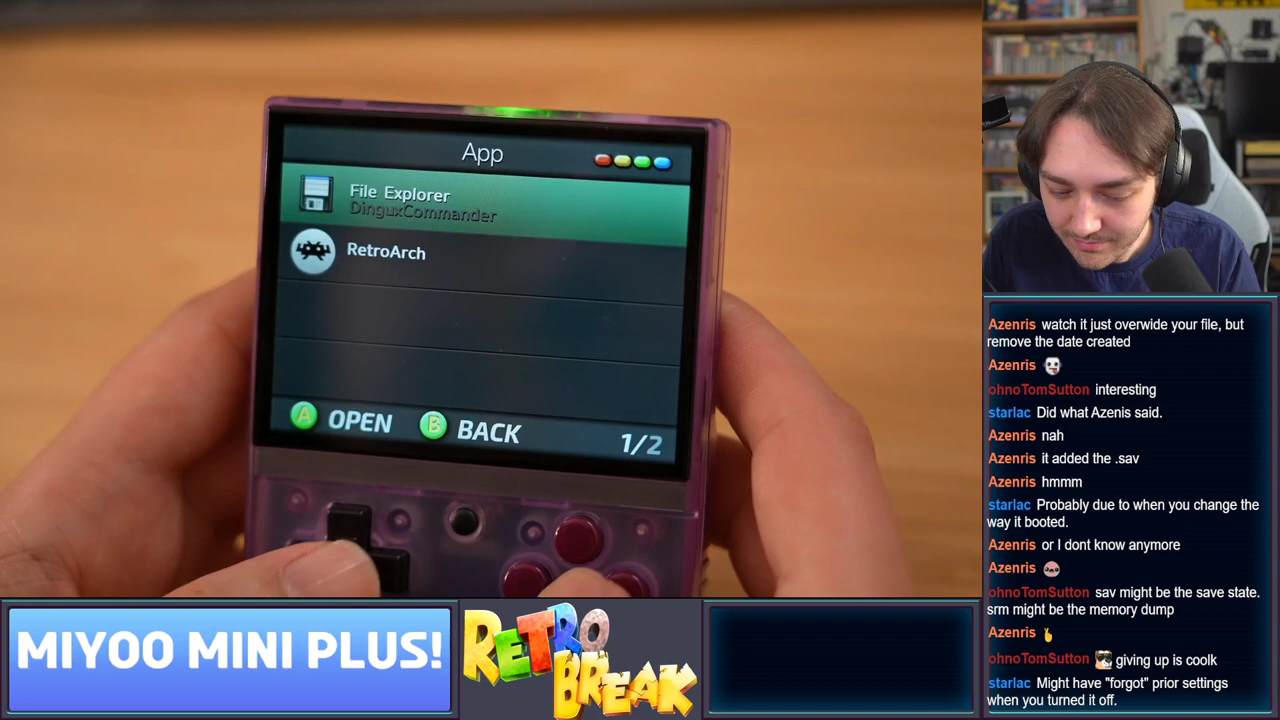 App
File Explorer
DinguxCommander
RetroArch
A OPEN B BACK 1/2
Azenris watch it just overwide your file, but
remove the date created
Azenris
ohnoTomSutton interesting
starlac Did what Azenis said.
Azenris nah
Azenris it added the .sav
Azenris hmmm
starlac Probably due to when you change the
way it booted.
Azenris or I dont know anymore
Azenris
ohnoTomSutton sav might be the save state.
srm might be the memory dump
Azenris
ohnoTomSutton giving up is coolk
starlac Might have "forgot" prior settings
when you turned it off.
MIYOO MINI PLUS!
RETRO
BREAK